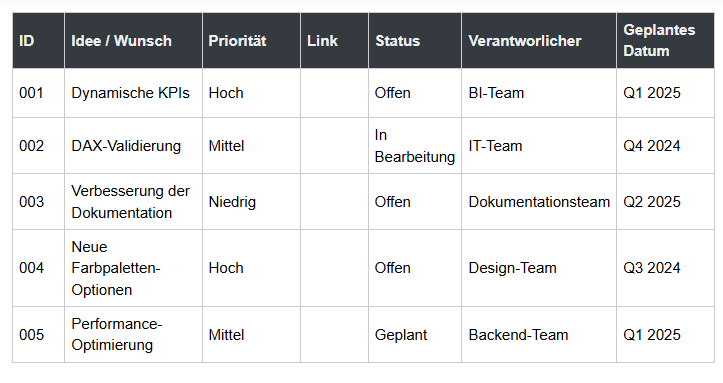 ID Idee / Wunsch Priorität Link Status Verantworlicher Geplantes Datum
001 Dynamische KPIs Hoch Offen BI-Team Q1 2025
002 DAX-Validierung Mittel In Bearbeitung IT-Team Q4 2024
003 Verbesserung der Dokumentation Niedrig Offen Dokumentationsteam Q2 2025
004 Neue Farbpaletten-Optionen Hoch Offen Design-Team Q3 2024
005 Performance-Optimierung Mittel Geplant Backend-Team Q1 2025